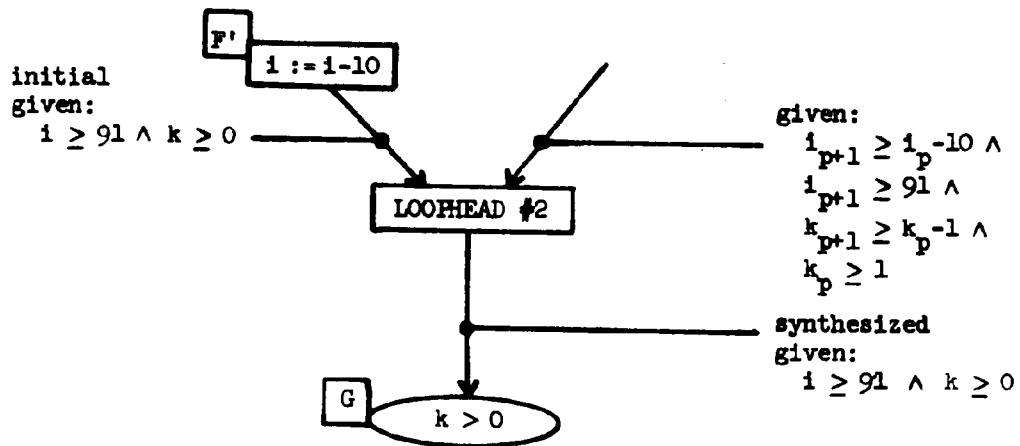 F'
i := i-10
initial
given:
i ≥ 91 ∧ k ≥ 0
given:
i_{p+1} ≥ i_p-10 ∧
i_{p+1} ≥ 91 ∧
k_{p+1} ≥ k_p-1 ∧
k_p ≥ 1
LOOPHEAD #2
synthesized
given:
i ≥ 91 ∧ k ≥ 0
G
k > 0